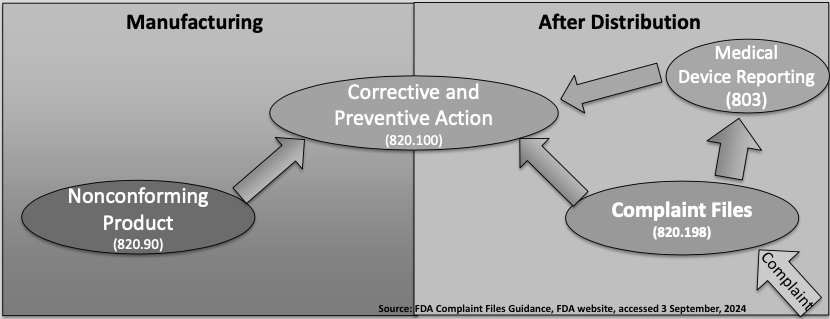 Manufacturing
After Distribution
Medical
Device Reporting
(803)
Corrective and
Preventive Action
(820.100)
Nonconforming
Product
(820.90)
Complaint Files
(820.198)
Complaint
Source: FDA Complaint Files Guidance, FDA website, accessed 3 September, 2024